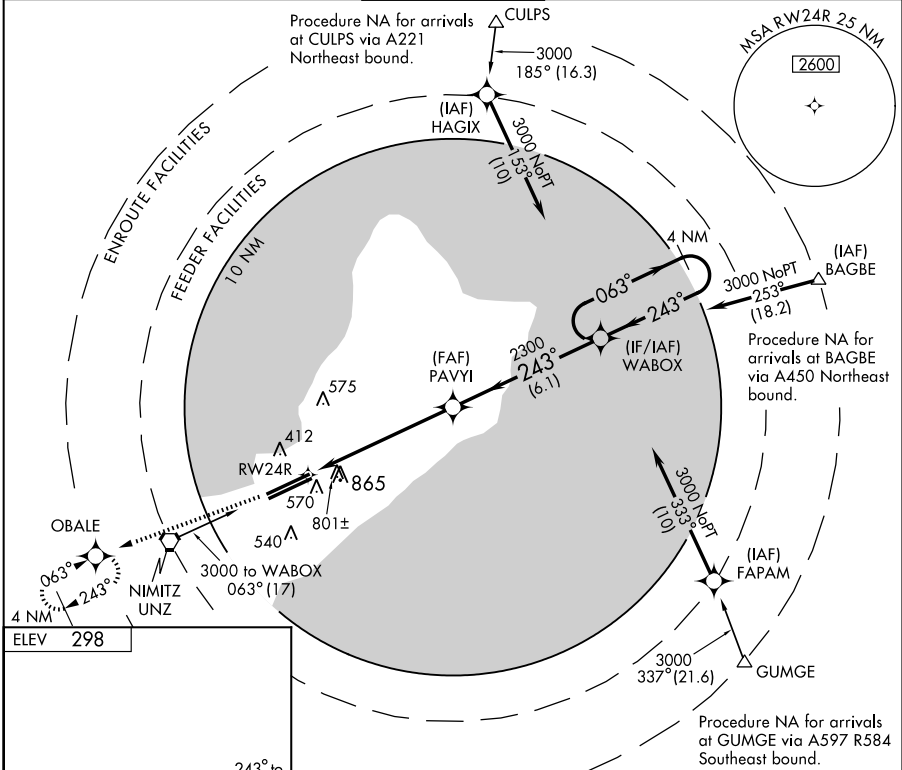 Procedure NA for arrivals
at CULPS via A221
Northeast bound.
CULPS
3000
185° (16.3)
MSA RW24R 25 NM
2600
(IAF)
HAGIX
3000 NoPT
153°
(10)
ENROUTE FACILITIES
FEEDER FACILITIES
10 NM
4 NM
063°
243°
(IAF)
BAGBE
3000 NoPT
253°
(18.2)
Procedure NA for
arrivals at BAGBE
via A450 Northeast
bound.
(IF/IAF)
WABOX
2300
243°
(6.1)
(FAF)
PAVYI
575
412
RW24R
865
570
801±
540
3000 NoPT
333°
(10)
(IAF)
FAPAM
OBALE
063°
243°
4 NM
NIMITZ
UNZ
3000 to WABOX
063° (17)
3000
337° (21.6)
GUMGE
Procedure NA for arrivals
at GUMGE via A597 R584
Southeast bound.
ELEV 298
243° to